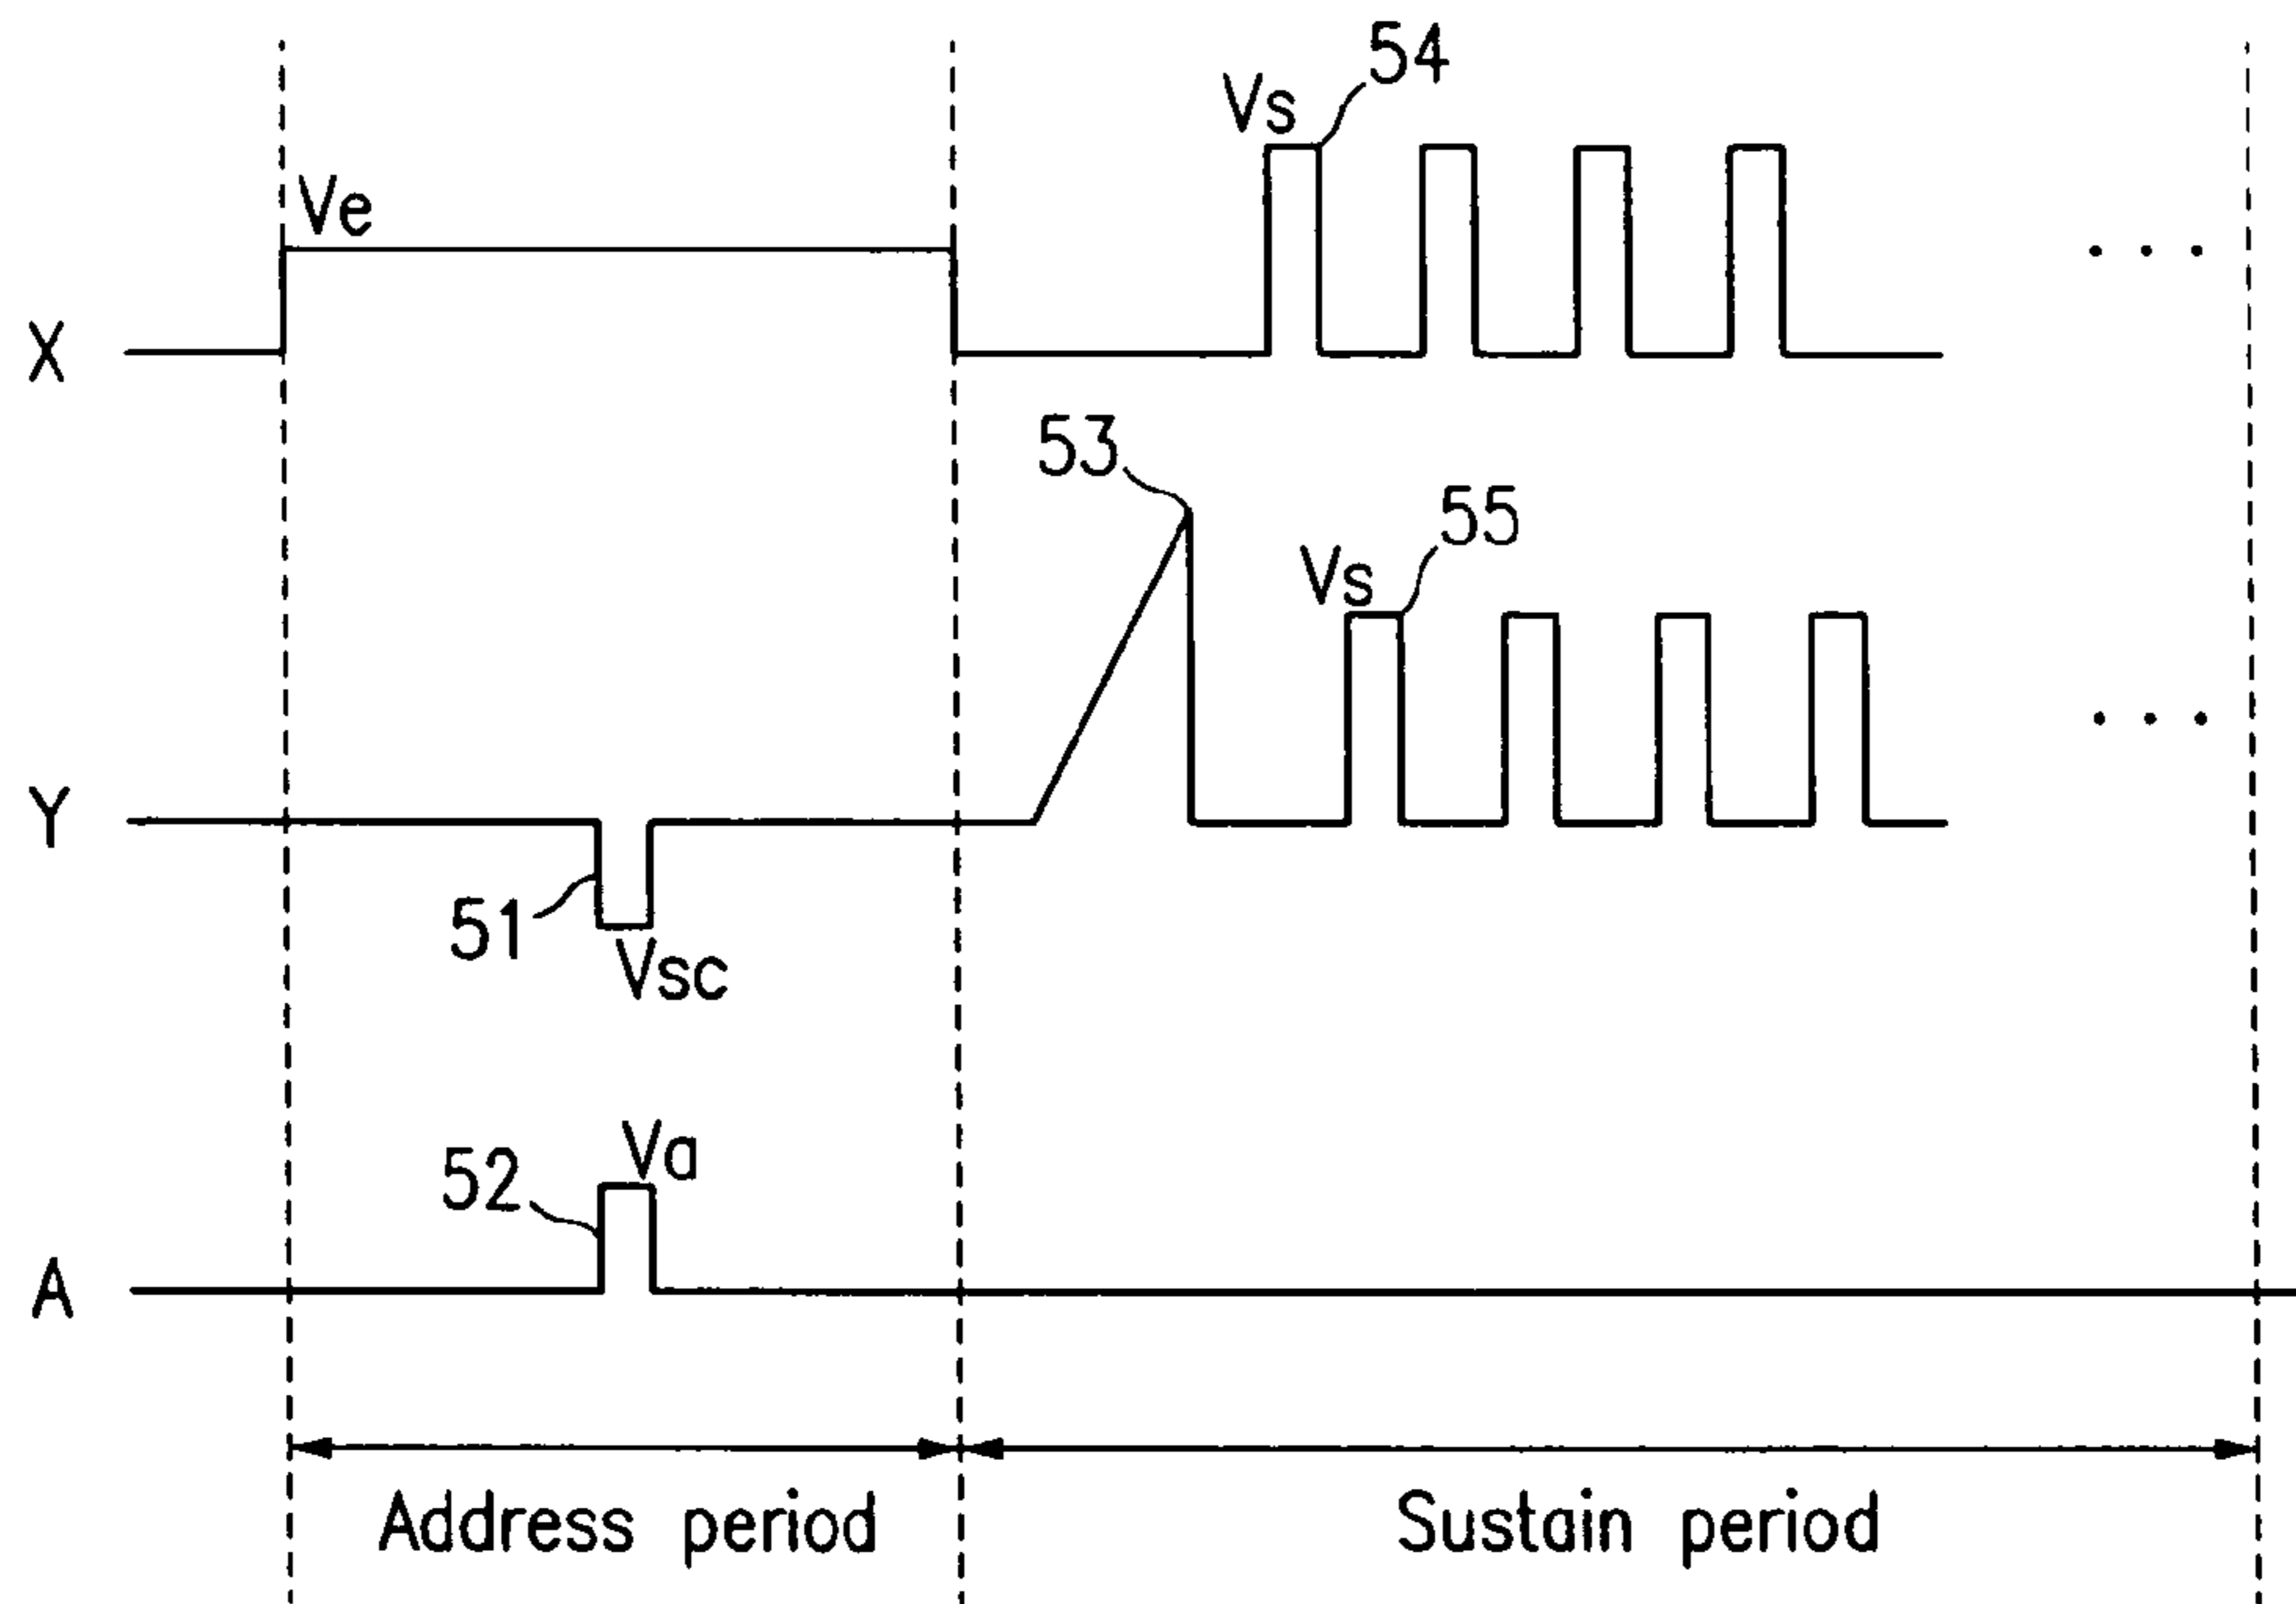 54
Vs
Ve
X
53
55
Vs
Y
51
Vsc
Va
52
A
Address period
Sustain period